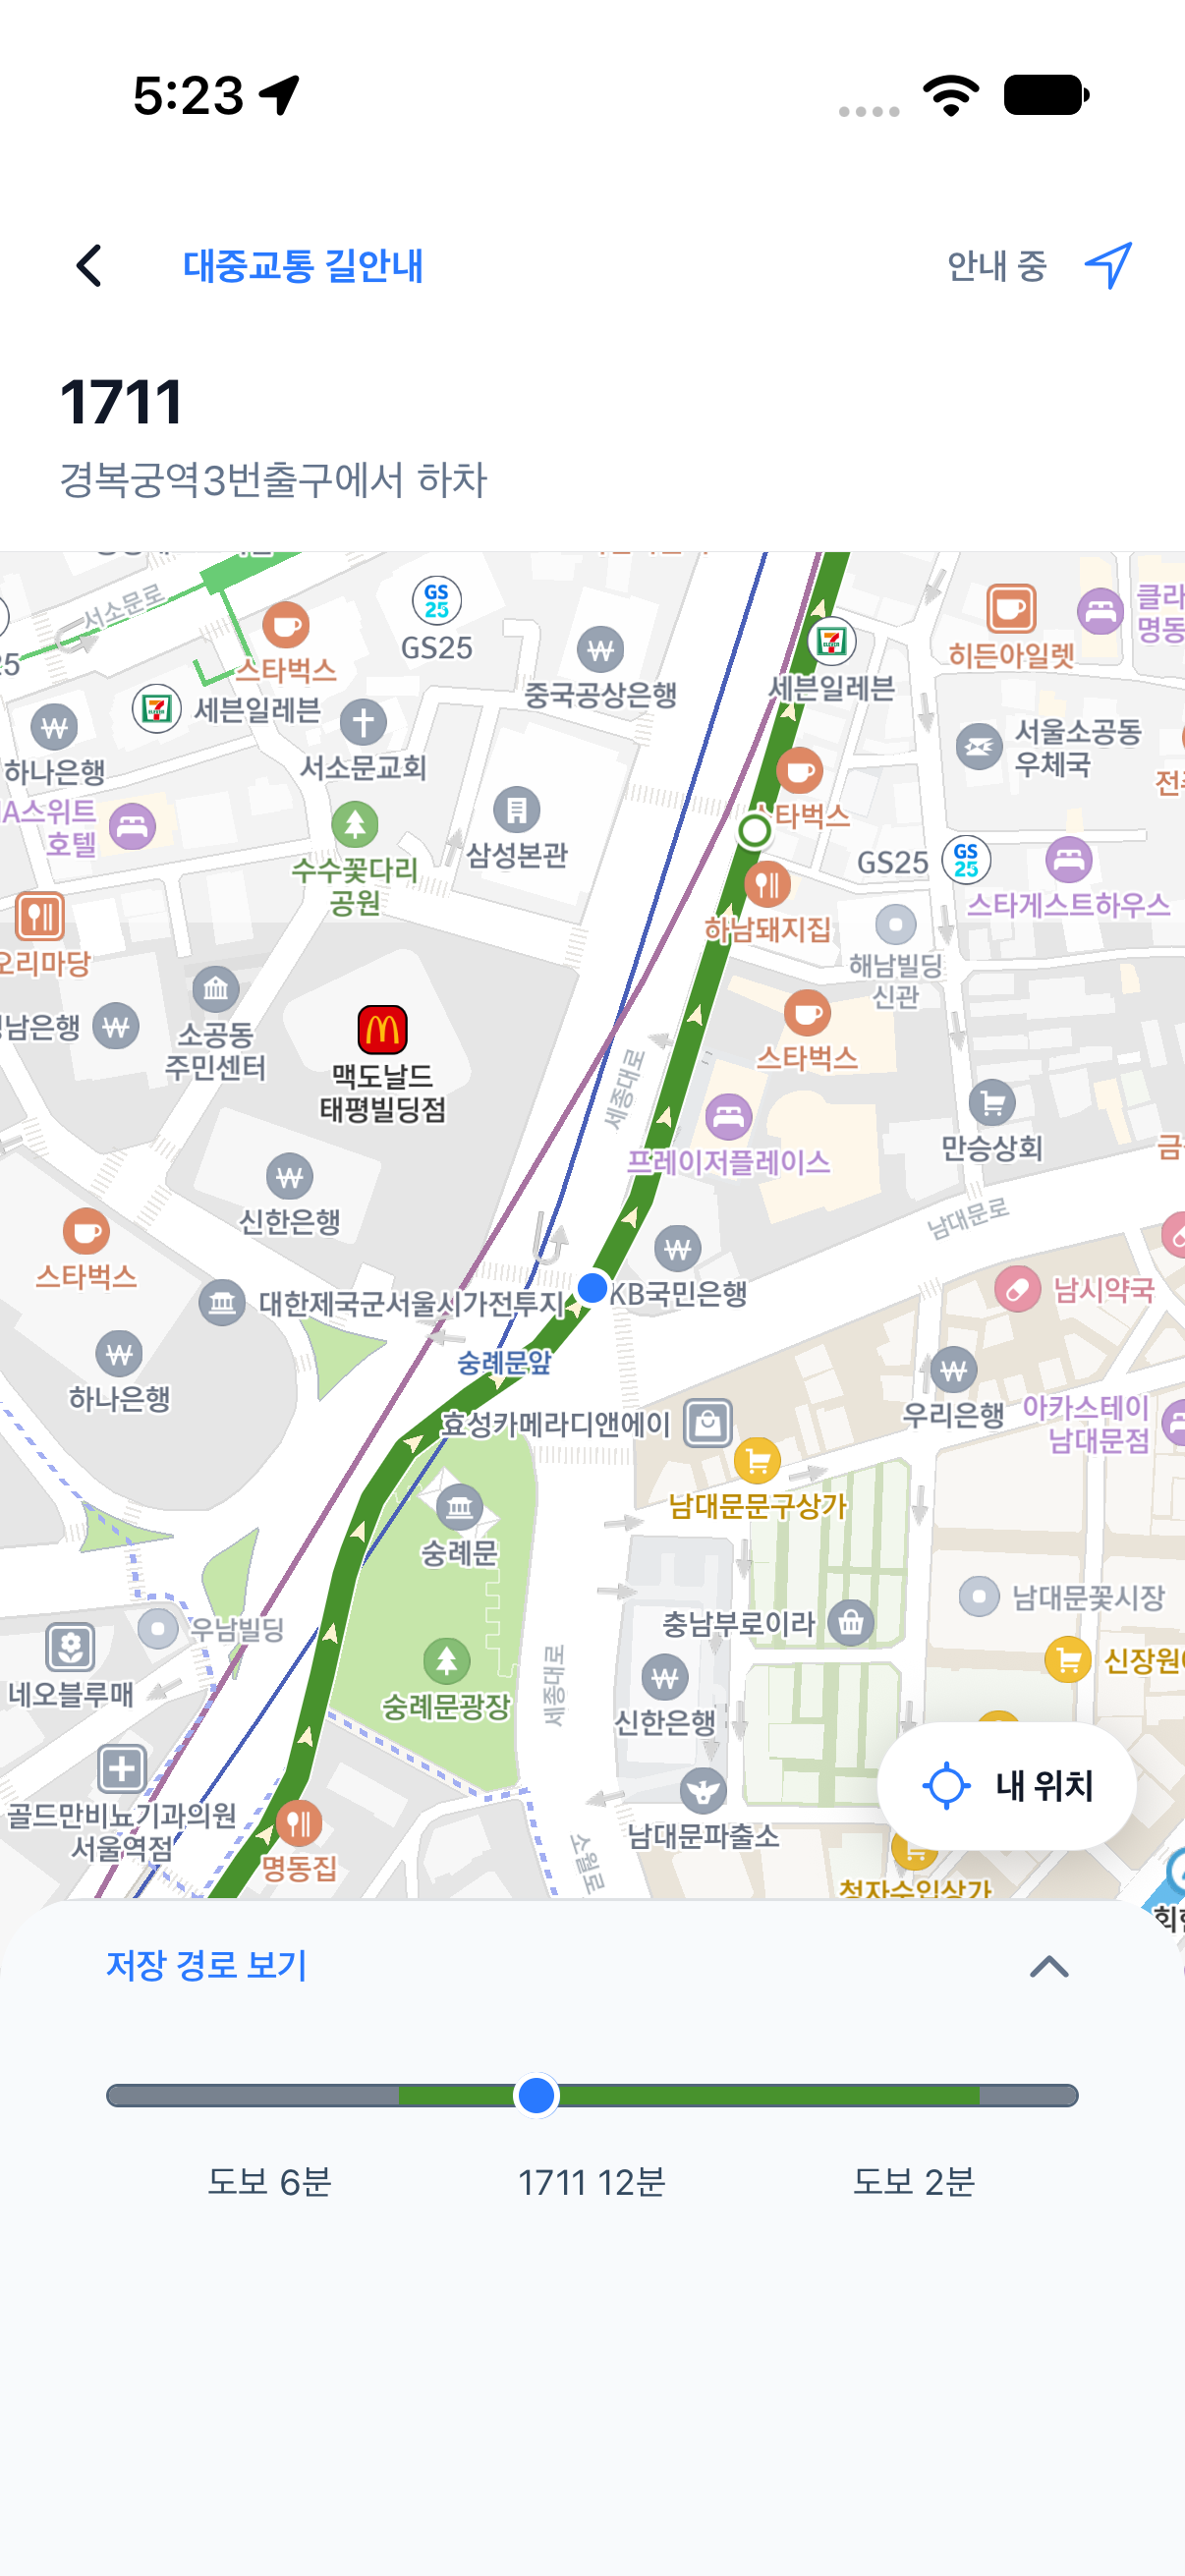 5:23
대중교통 길안내
안내 중
1711
경복궁역3번출구에서 하차
서소문로
GS25
스타벅스
GS25
중국공상은행
세븐일레븐
히든아일렛
세븐일레븐
하나은행
서소문교회
서울소공동
우체국
호텔
수수꽃다리
공원
삼성본관
스타벅스
GS25
GS25
스타게스트하우스
하남돼지집
오리마당
해남빌딩
신관
소공동
주민센터
맥도날드
태평빌딩점
스타벅스
세종대로
프레이저플레이스
만승상회
신한은행
남대문로
스타벅스
대한제국군서울시가전투지
KB국민은행
남시약국
하나은행
숭례문앞
효성카메라디앤에이
우리은행
아카스테이
남대문점
남대문문구상가
숭례문
남대문꽃시장
우남빌딩
충남부로이라
네오블루매
숭례문광장
세종대로
신한은행
골드만비뇨기과의원
서울역점
명동집
소월로
남대문파출소
내 위치
저장 경로 보기
도보 6분
1711 12분
도보 2분